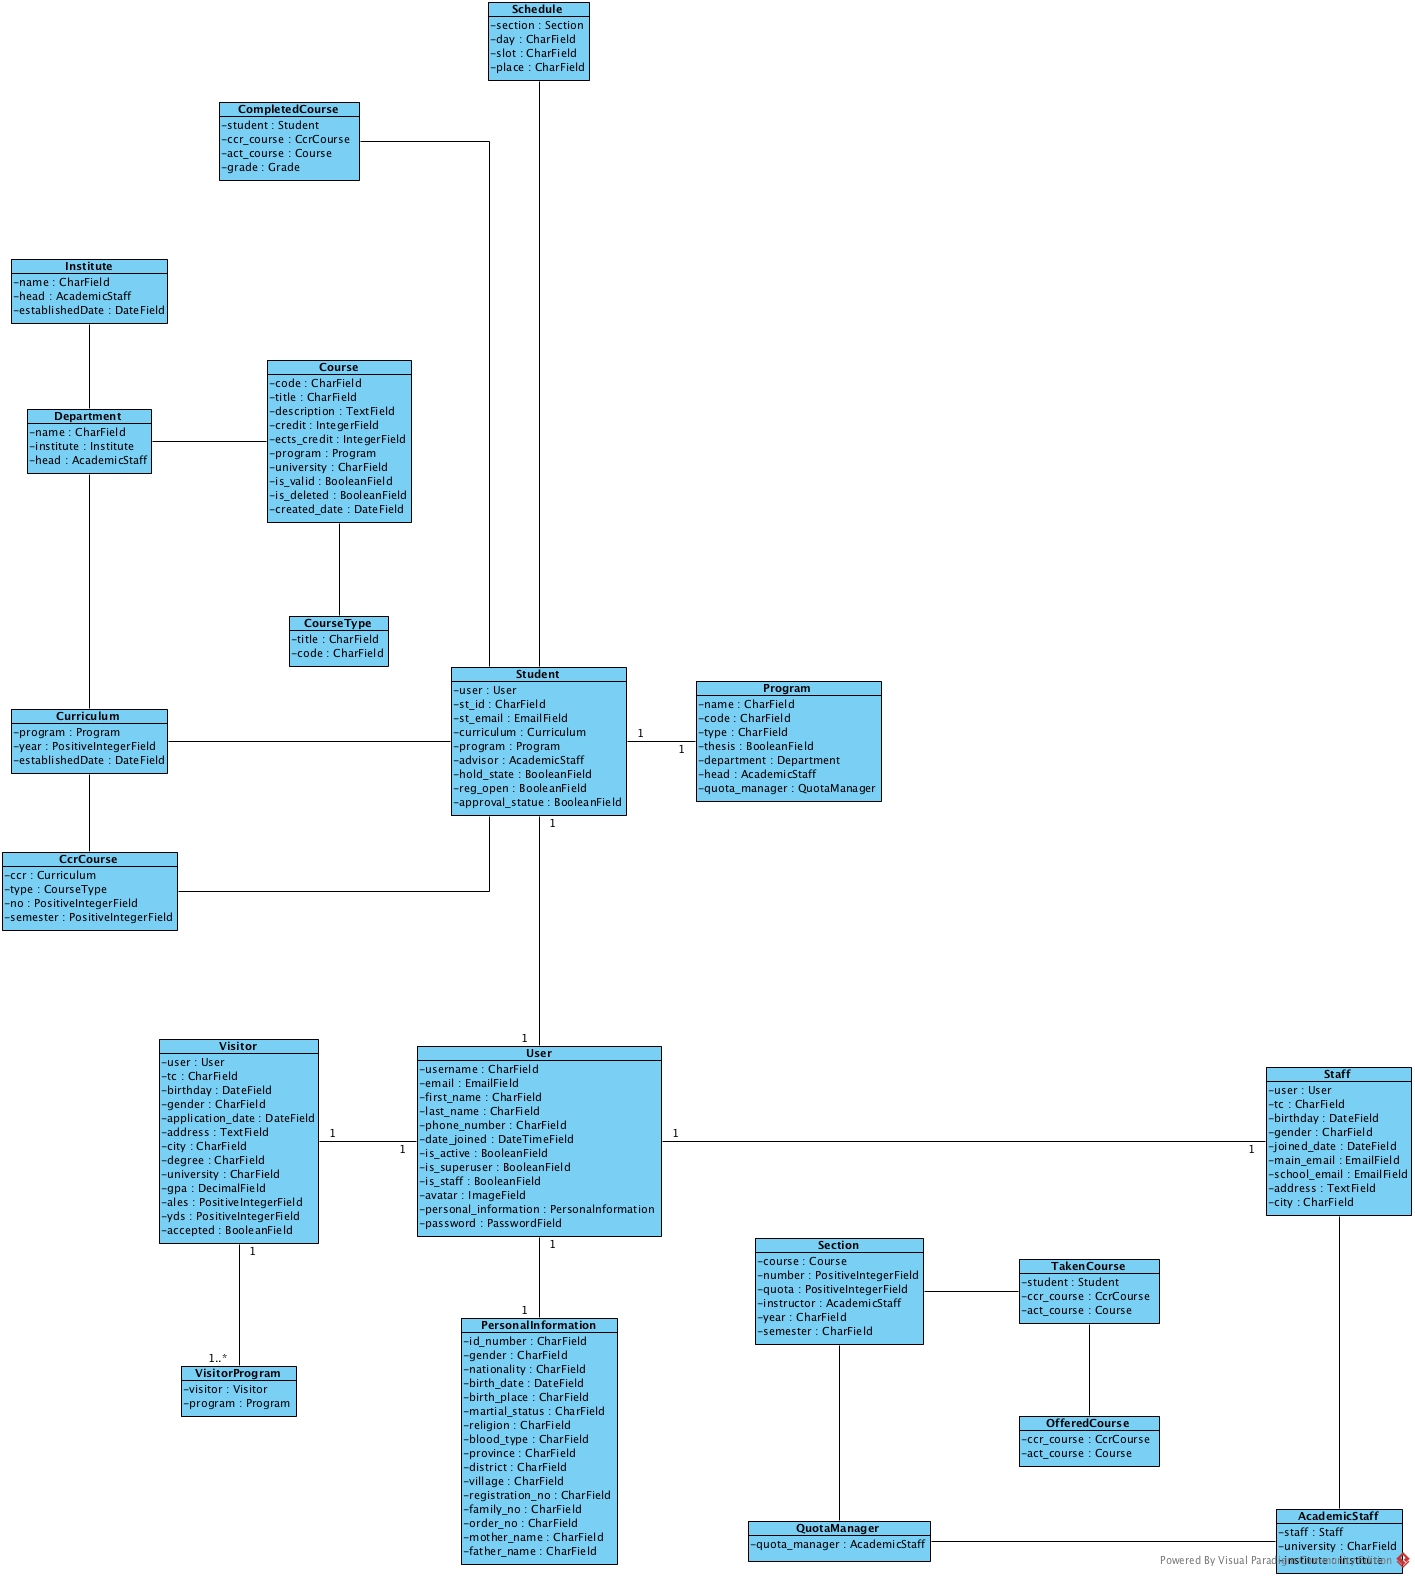 Schedule
-section : Section
-day : CharField
-slot : CharField
-place : CharField
CompletedCourse
-student : Student
-ccr_course : CcrCourse
-act_course : Course
-grade : Grade
Institute
-name : CharField
-head : AcademicStaff
-establishedDate : DateField
Course
-code : CharField
-title : CharField
-description : TextField
-credit : IntegerField
-ects_credit : IntegerField
-program : Program
-university : CharField
-is_valid : BooleanField
-is_deleted : BooleanField
-created_date : DateField
Department
-name : CharField
-institute : Institute
-head : AcademicStaff
CourseType
-title : CharField
-code : CharField
Student
-user : User
-st_id : CharField
-st_email : EmailField
-curriculum : Curriculum
-program : Program
-advisor : AcademicStaff
-hold_state : BooleanField
-reg_open : BooleanField
-approval_statue : BooleanField
1
1
Program
-name : CharField
-code : CharField
-type : CharField
-thesis : BooleanField
-department : Department
-head : AcademicStaff
-quota_manager : QuotaManager
Curriculum
-program : Program
-year : PositiveIntegerField
-establishedDate : DateField
1
CcrCourse
-ccr : Curriculum
-type : CourseType
-no : PositiveIntegerField
-semester : PositiveIntegerField
1
Visitor
-user : User
-tc : CharField
-birthday : DateField
-gender : CharField
-application_date : DateField
-address : TextField
-city : CharField
-degree : CharField
-university : CharField
-gpa : DecimalField
-ales : PositiveIntegerField
-yds : PositiveIntegerField
-accepted : BooleanField
1
1
User
-username : CharField
-email : EmailField
-first_name : CharField
-last_name : CharField
-phone_number : CharField
-date_joined : DateTimeField
-is_active : BooleanField
-is_superuser : BooleanField
-is_staff : BooleanField
-avatar : ImageField
-personal_information : PersonalnformatIon
-password : PasswordField
1
1
Staff
-user : User
-tc : CharField
-birthday : DateField
-gender : CharField
-joined_date : DateField
-main_email : EmailField
-school_email : EmailField
-address : TextField
-city : CharField
1
1
Section
-course : Course
-number : PositiveIntegerField
-quota : PositiveIntegerField
-instructor : AcademicStaff
-year : CharField
-semester : CharField
TakenCourse
-student : Student
-ccr_course : CcrCourse
-act_course : Course
1
PersonalInformation
-id_number : CharField
-gender : CharField
-nationality : CharField
-birth_date : DateField
-birth_place : CharField
-martial_status : CharField
-religion : CharField
-blood_type : CharField
-province : CharField
-district : CharField
-village : CharField
-registration_no : CharField
-family_no : CharField
-order_no : CharField
-mother_name : CharField
-father_name : CharField
1..*
VisitorProgram
-visitor : Visitor
-program : Program
OfferedCourse
-ccr_course : CcrCourse
-act_course : Course
QuotaManager
-quota_manager : AcademicStaff
AcademicStaff
-staff : Staff
-university : CharField
Powered By Visual Paradigm Community Edition